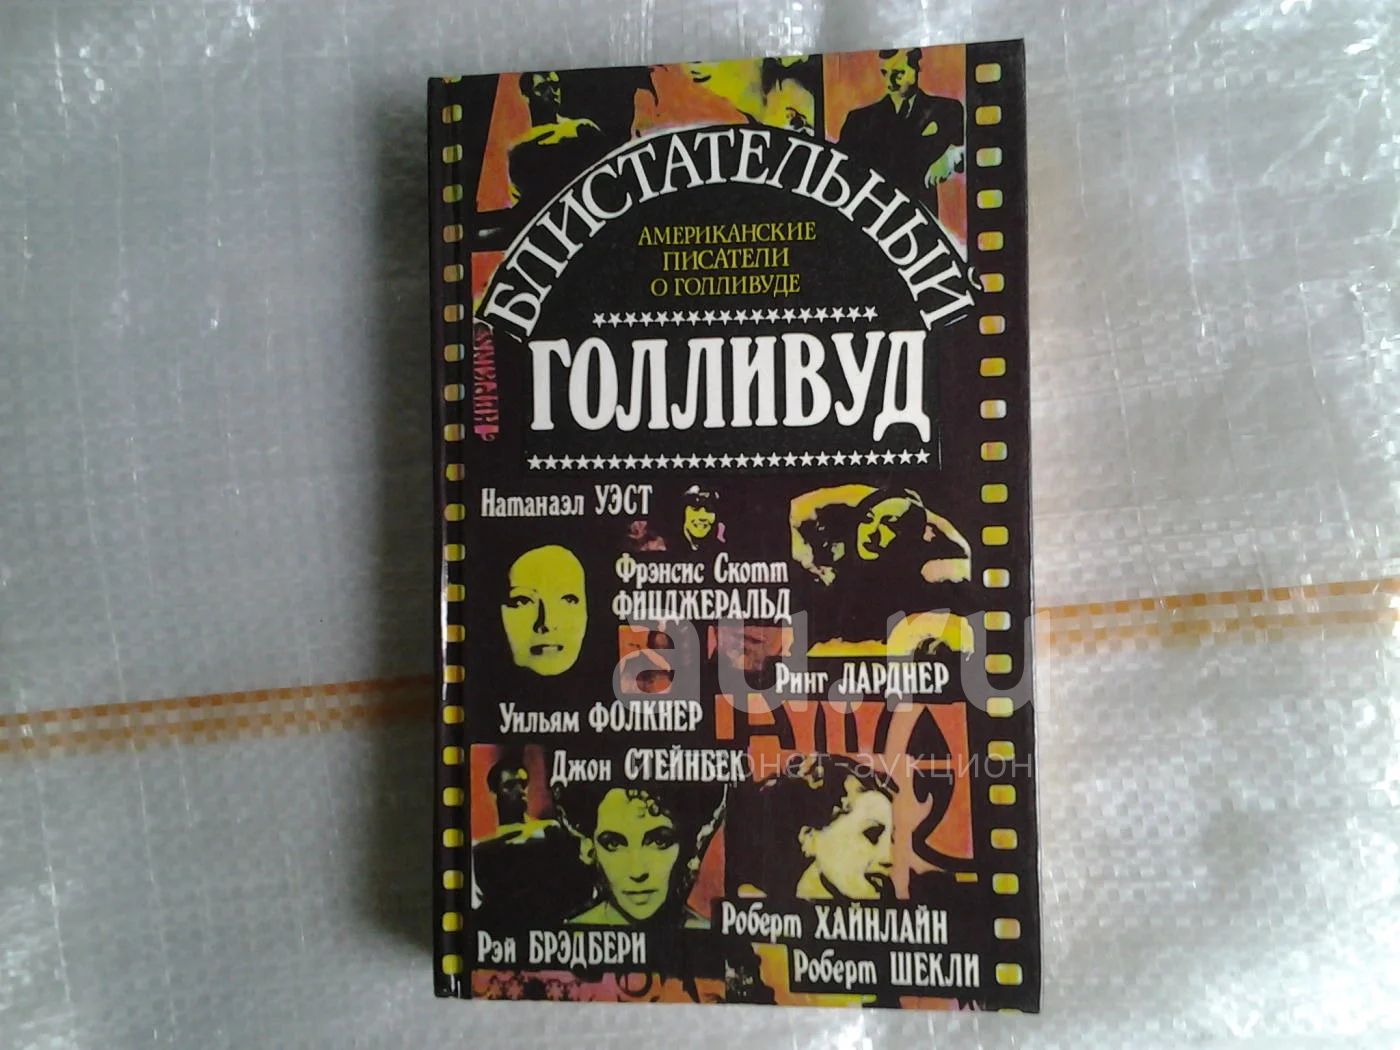 БЛИСТАТЕЛЬНЫЙ
АМЕРИКАНСКИЕ
ПИСАТЕЛИ
О ГОЛЛИВУДЕ
ГОЛЛИВУД
Натанаэл УЭСТ
Фрэнсис Скотт
ФИЦДЖЕРАЛЬД
au.ru
Ринг ЛАРДНЕР
Уильям ФОЛКНЕР
Джон СТЕЙНБЕК
аукцион
Роберт ХАЙНЛАЙН
Рэй БРЭДБЕРИ
Роберт ШЕКЛИ